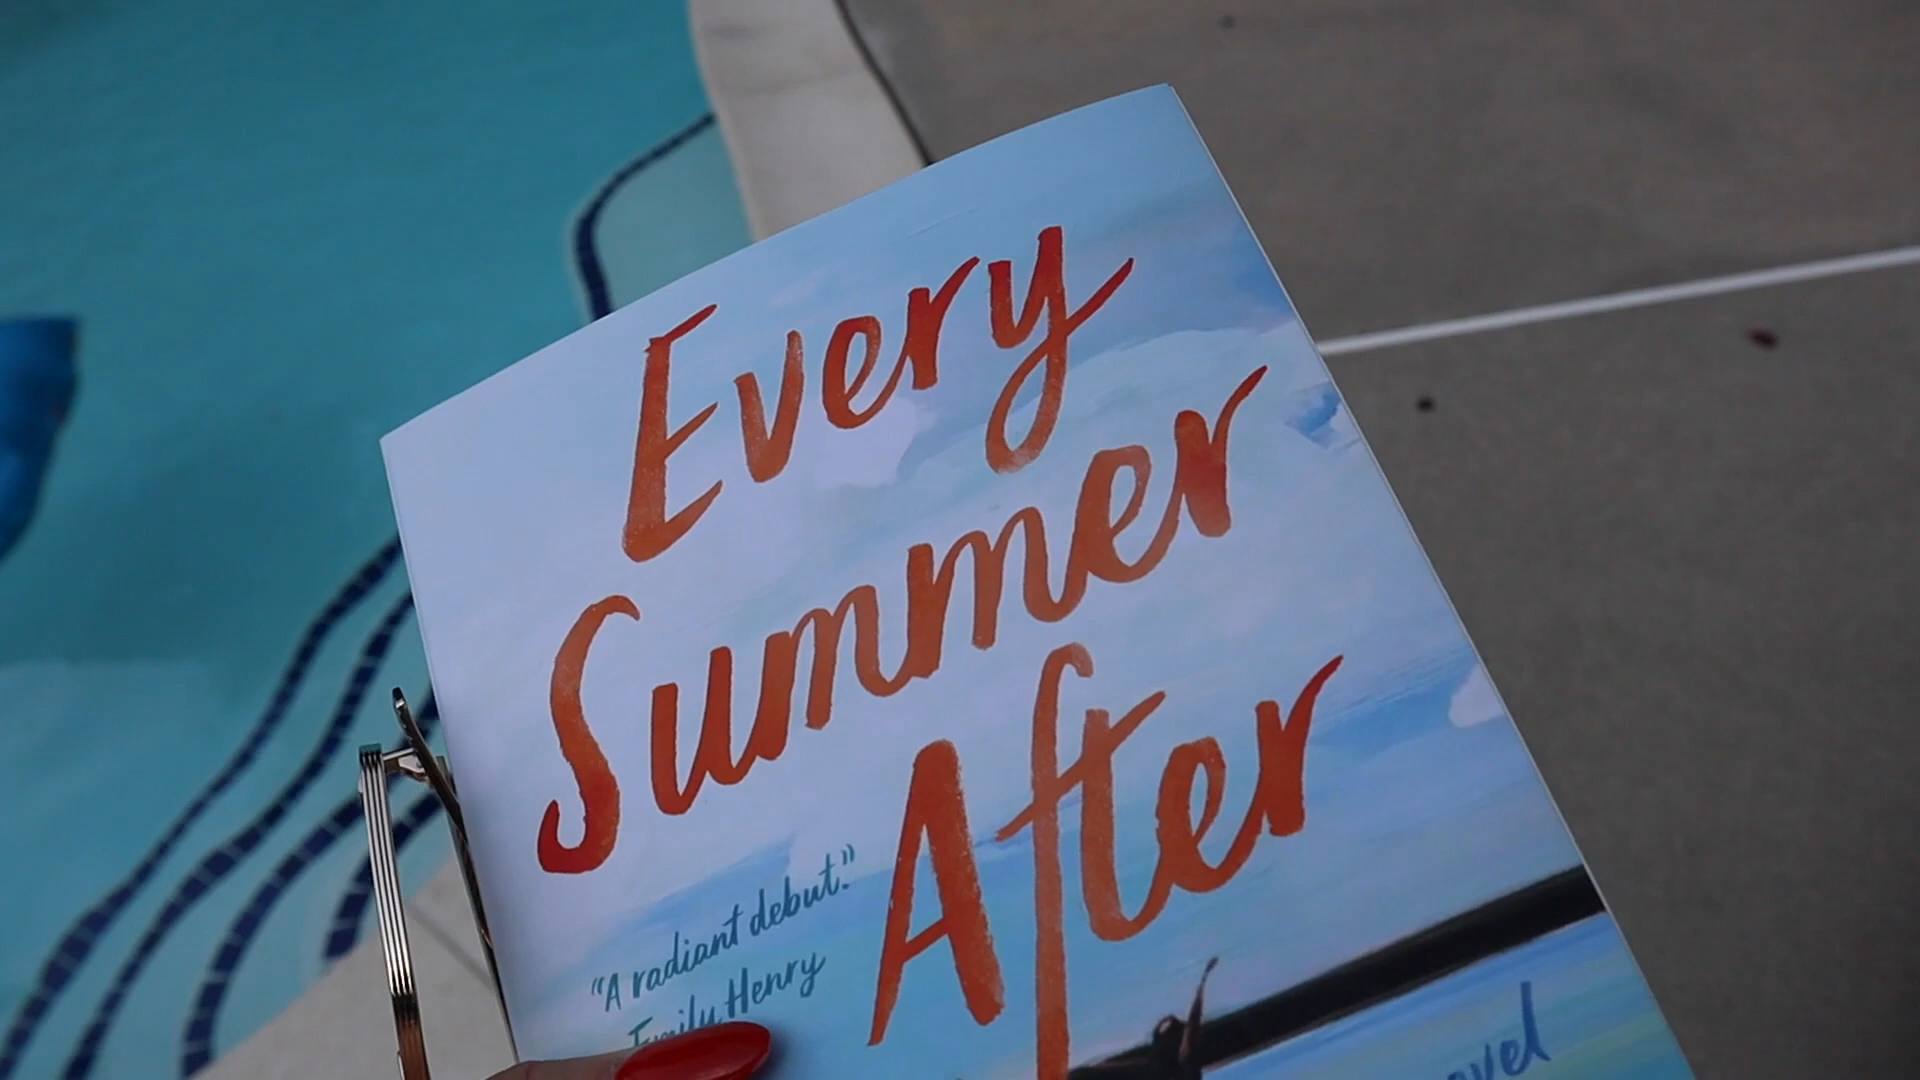 Every
Summer
After
"A radiant debut."
Emily Henry